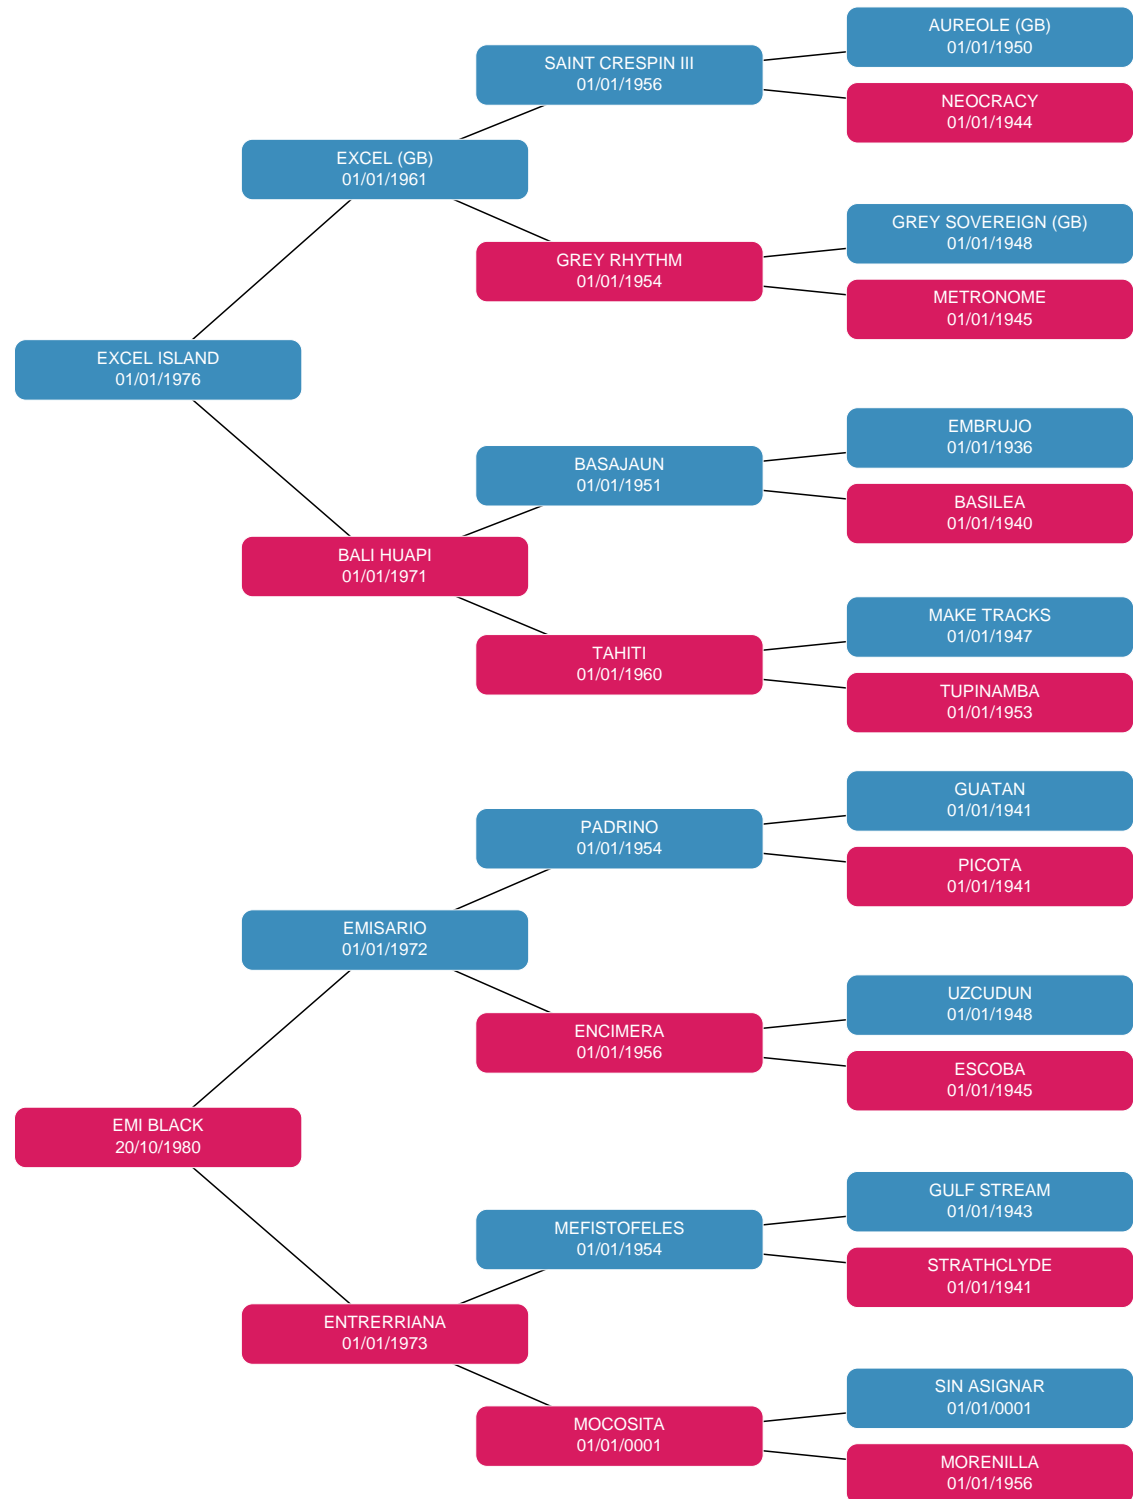 AUREOLE (GB)
01/01/1950
SAINT CRESPIN III
01/01/1956
NEOCRACY
01/01/1944
EXCEL (GB)
01/01/1961
GREY SOVEREIGN (GB)
01/01/1948
GREY RHYTHM
01/01/1954
METRONOME
01/01/1945
EXCEL ISLAND
01/01/1976
EMBRUJO
01/01/1936
BASAJAUN
01/01/1951
BASILEA
01/01/1940
BALI HUAPI
01/01/1971
MAKE TRACKS
01/01/1947
TAHITI
01/01/1960
TUPINAMBA
01/01/1953
GUATAN
01/01/1941
PADRINO
01/01/1954
PICOTA
01/01/1941
EMISARIO
01/01/1972
UZCUDUN
01/01/1948
ENCIMERA
01/01/1956
ESCOBA
01/01/1945
EMI BLACK
20/10/1980
GULF STREAM
01/01/1943
MEFISTOFELES
01/01/1954
STRATHCLYDE
01/01/1941
ENTRERRIANA
01/01/1973
SIN ASIGNAR
01/01/0001
MOCOSITA
01/01/0001
MORENILLA
01/01/1956